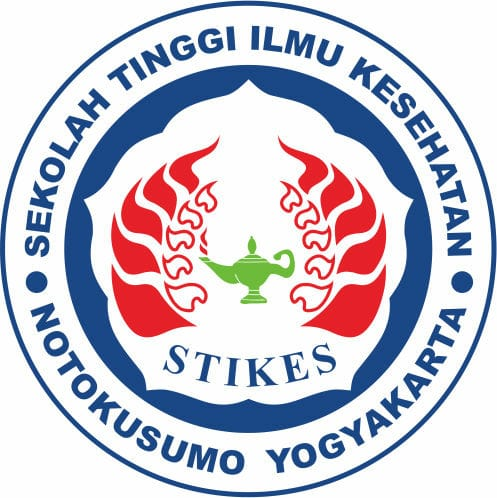 SEKOLAH TINGGI ILMU KESEHATAN
STIKES
NOTOKUSUMO YOGYAKARTA